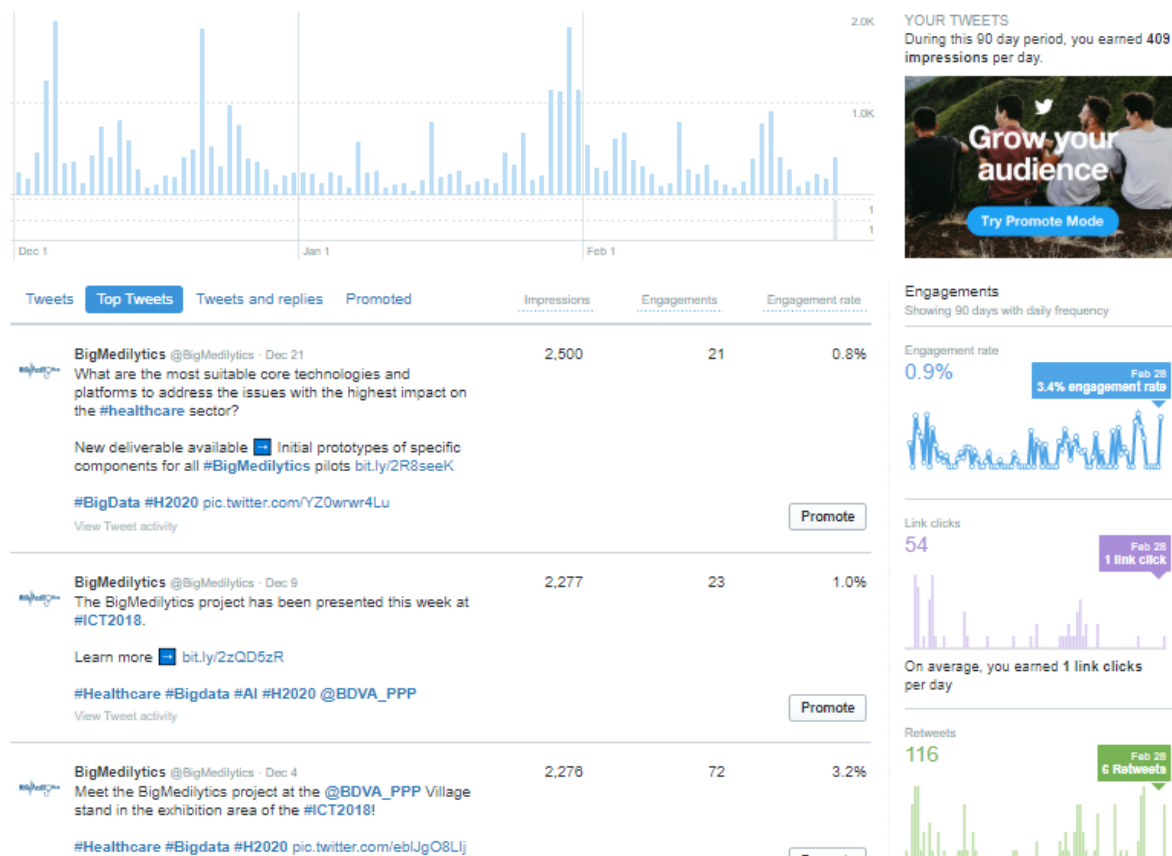 2.0K
1.0K
1
1
Dec 1
Jan 1
Feb 1
YOUR TWEETS
During this 90 day period, you earned 409
impressions per day.
Grow your
audience
Try Promote Mode
Tweets Top Tweets Tweets and replies Promoted Impressions Engagements Engagement rate
BigMedilytics @BigMedilytics · Dec 21 2,500 21 0.8%
What are the most suitable core technologies and
platforms to address the issues with the highest impact on
the #healthcare sector?
New deliverable available ➡ Initial prototypes of specific
components for all #BigMedilytics pilots bit.ly/2R8seeK
#BigData #H2020 pic.twitter.com/YZ0wrwr4Lu
View Tweet activity
Promote
BigMedilytics @BigMedilytics · Dec 9 2,277 23 1.0%
The BigMedilytics project has been presented this week at
#ICT2018.
Learn more ➡ bit.ly/2zQD5zR
#Healthcare #Bigdata #AI #H2020 @BDVA_PPP
View Tweet activity
Promote
BigMedilytics @BigMedilytics · Dec 4 2,276 72 3.2%
Meet the BigMedilytics project at the @BDVA_PPP Village
stand in the exhibition area of the #ICT2018!
#Healthcare #Bigdata #H2020
Engagements
Showing 90 days with daily frequency
Engagement rate
0.9%
Feb 28
3.4% engagement rate
Link clicks
54
Feb 28
1 link click
On average, you earned 1 link clicks
per day
Retweets
116
Feb 28
6 Retweets